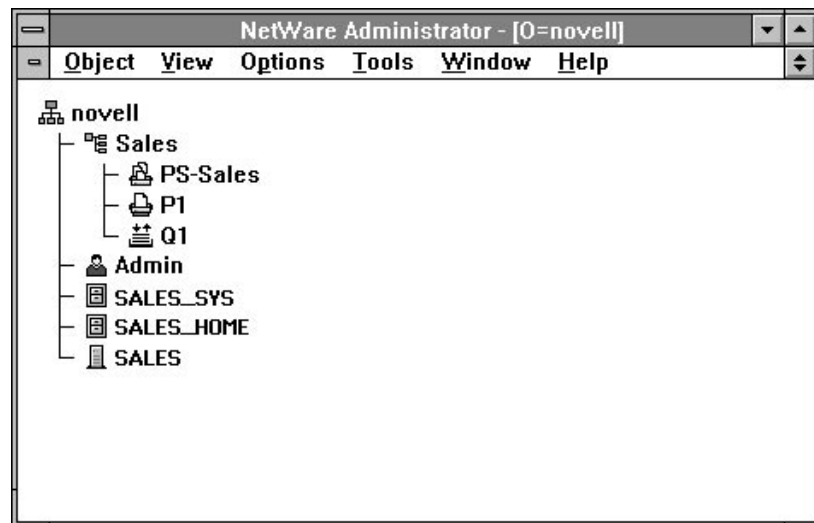 NetWare Administrator - [O=novell]
Object View Options Tools Window Help
novell
Sales
PS-Sales
P1
Q1
Admin
SALES_SYS
SALES_HOME
SALES